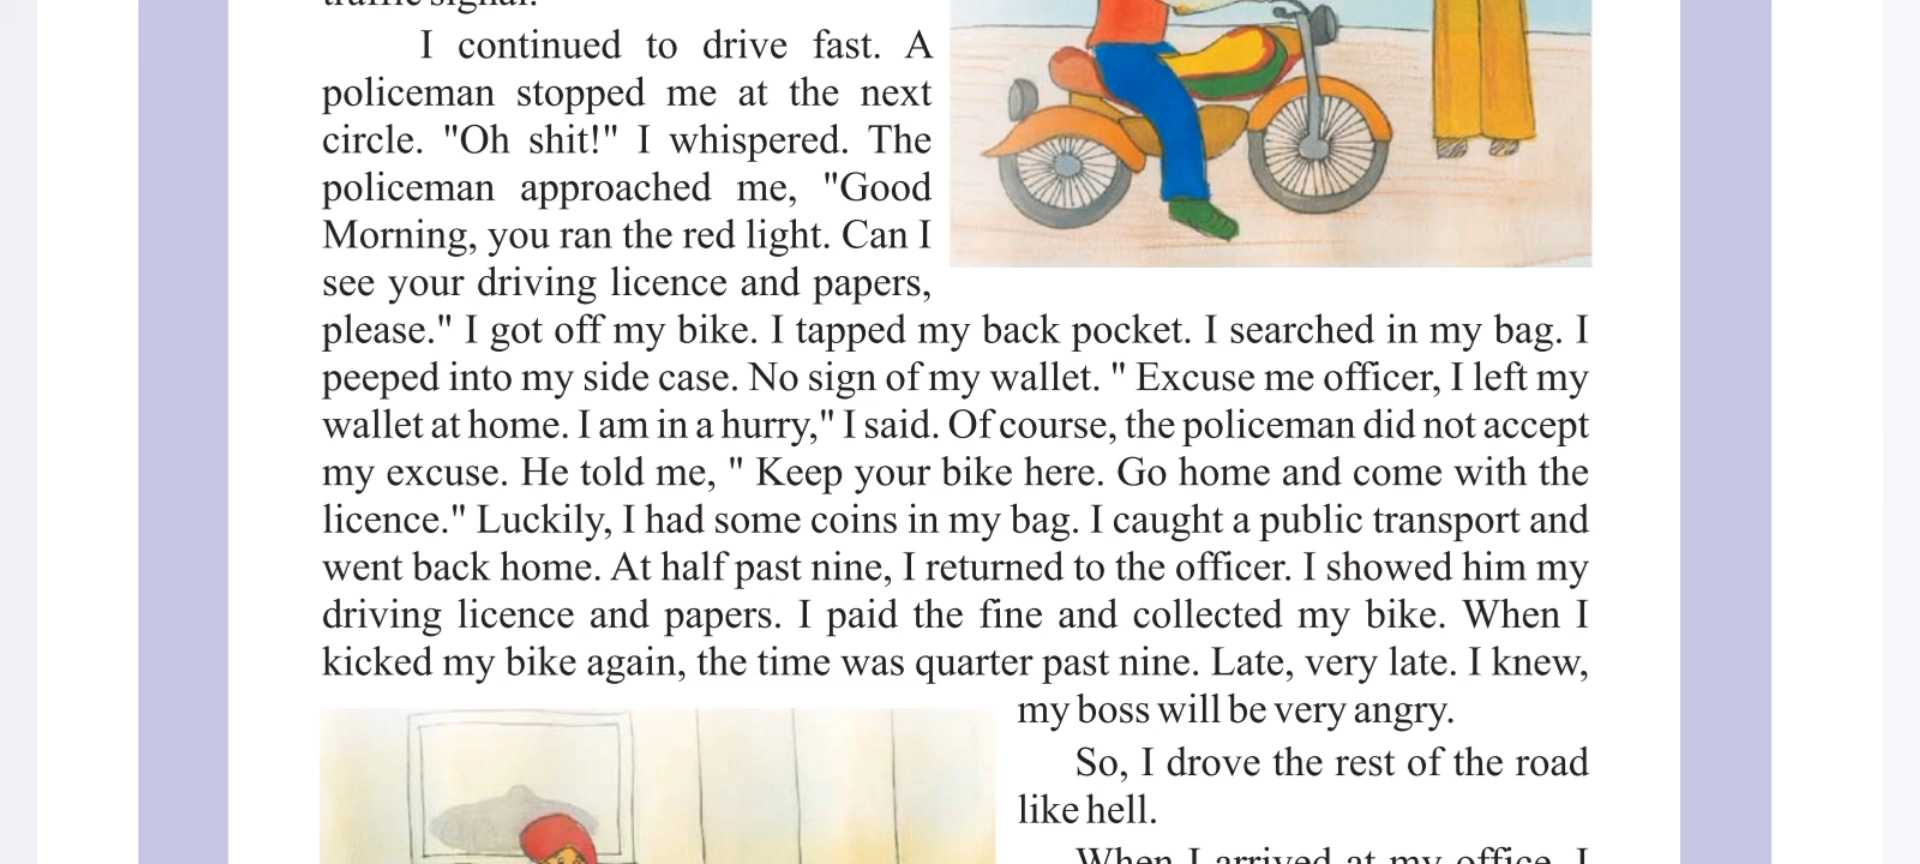 traffic signal.
I continued to drive fast. A
policeman stopped me at the next
circle. "Oh shit!" I whispered. The
policeman approached me, "Good
Morning, you ran the red light. Can I
see your driving licence and papers,
please." I got off my bike. I tapped my back pocket. I searched in my bag. I
peeped into my side case. No sign of my wallet. " Excuse me officer, I left my
wallet at home. I am in a hurry," I said. Of course, the policeman did not accept
my excuse. He told me, " Keep your bike here. Go home and come with the
licence." Luckily, I had some coins in my bag. I caught a public transport and
went back home. At half past nine, I returned to the officer. I showed him my
driving licence and papers. I paid the fine and collected my bike. When I
kicked my bike again, the time was quarter past nine. Late, very late. I knew,
my boss will be very angry.
So, I drove the rest of the road
like hell.
When I arrived at my office, I